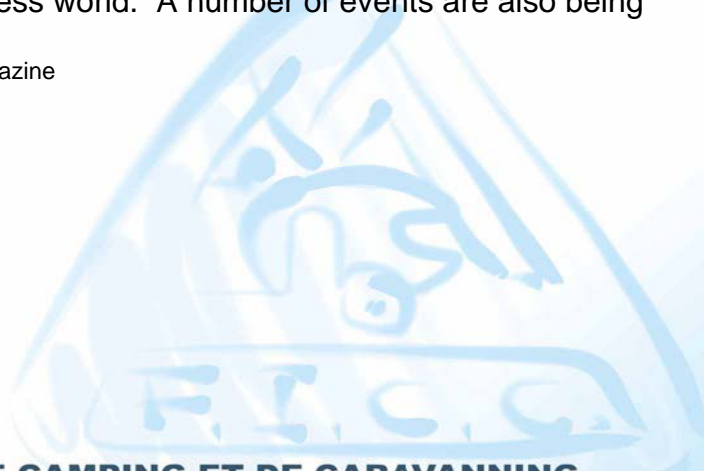 ess world. A number of events are also being
azine
F.I.C.C.
E CAMPING ET DE CARAVANNING